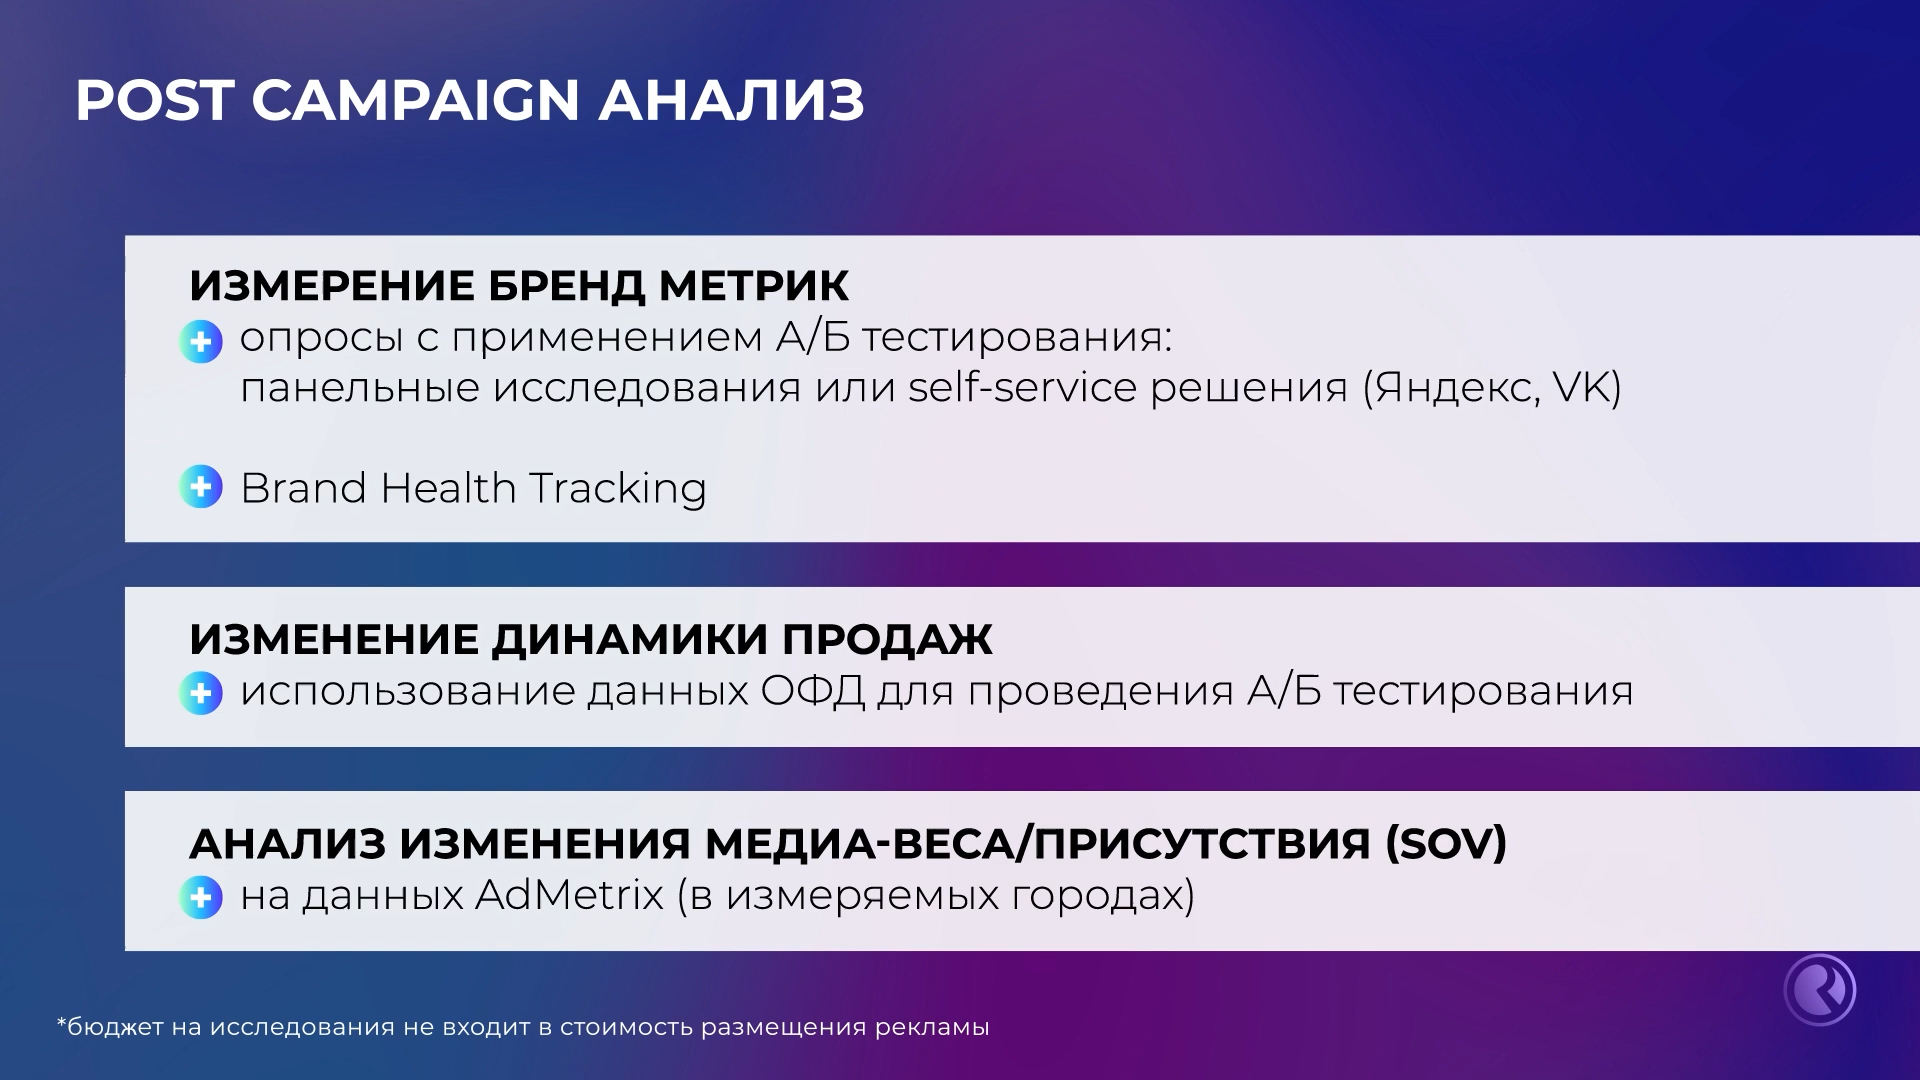 POST CAMPAIGN АНАЛИЗ
ИЗМЕРЕНИЕ БРЕНД МЕТРИК
опросы с применением А/Б тестирования:
панельные исследования или self-service решения (Яндекс, VK)
Brand Health Tracking
ИЗМЕНЕНИЕ ДИНАМИКИ ПРОДАЖ
использование данных ОФД для проведения А/Б тестирования
АНАЛИЗ ИЗМЕНЕНИЯ МЕДИА-ВЕСА/ПРИСУТСТВИЯ (SOV)
на данных AdMetrix (в измеряемых городах)
*бюджет на исследования не входит в стоимость размещения рекламы